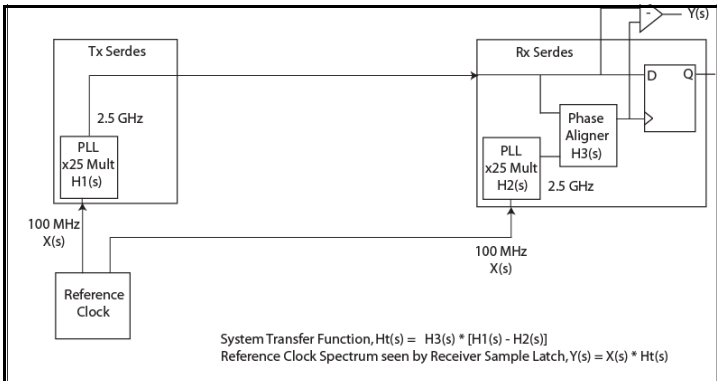 Y(s)
Tx Serdes
Rx Serdes
D
Q
2.5 GHz
Phase
Aligner
H3(s)
PLL
x25 Mult
H1(s)
PLL
x25 Mult
H2(s)
2.5 GHz
100 MHz
X(s)
100 MHz
X(s)
Reference
Clock
System Transfer Function, Ht(s) = H3(s) * [H1(s) - H2(s)]
Reference Clock Spectrum seen by Receiver Sample Latch, Y(s) = X(s) * Ht(s)